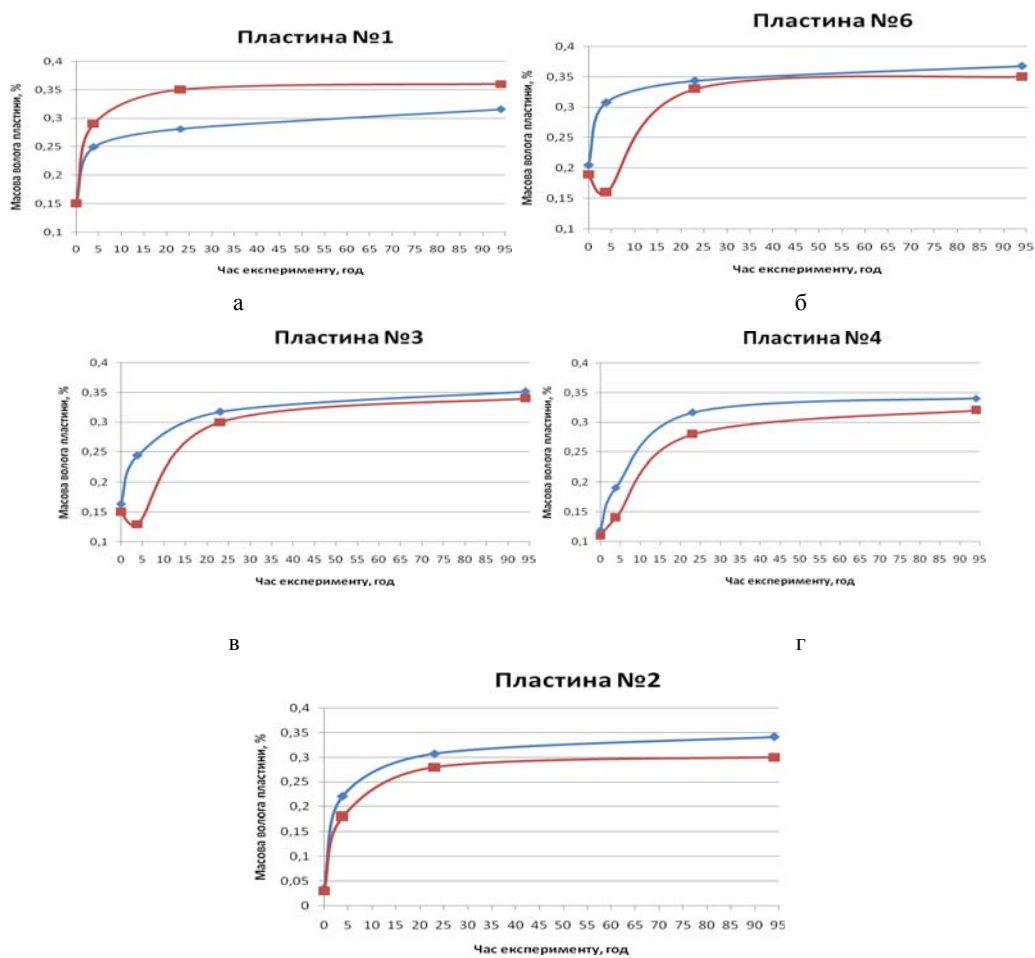 Пластина №1
Масова волога пластини, %
0,4
0,35
0,3
0,25
0,2
0,15
0,1
0 5 10 15 20 25 30 35 40 45 50 55 60 65 70 75 80 85 90 95
Час експерименту, год
а
Пластина №6
Масова волога пластини, %
0,4
0,35
0,3
0,25
0,2
0,15
0,1
0 5 10 15 20 25 30 35 40 45 50 55 60 65 70 75 80 85 90 95
Час експерименту, год
б
Пластина №3
Масова волога пластини, %
0,4
0,35
0,3
0,25
0,2
0,15
0,1
0 5 10 15 20 25 30 35 40 45 50 55 60 65 70 75 80 85 90 95
Час експерименту, год
в
Пластина №4
Масова волога пластини, %
0,4
0,35
0,3
0,25
0,2
0,15
0,1
0 5 10 15 20 25 30 35 40 45 50 55 60 65 70 75 80 85 90 95
Час експерименту, год
г
Пластина №2
Масова волога пластини, %
0,4
0,35
0,3
0,25
0,2
0,15
0,1
0,05
0
0 5 10 15 20 25 30 35 40 45 50 55 60 65 70 75 80 85 90 95
Час експерименту, год